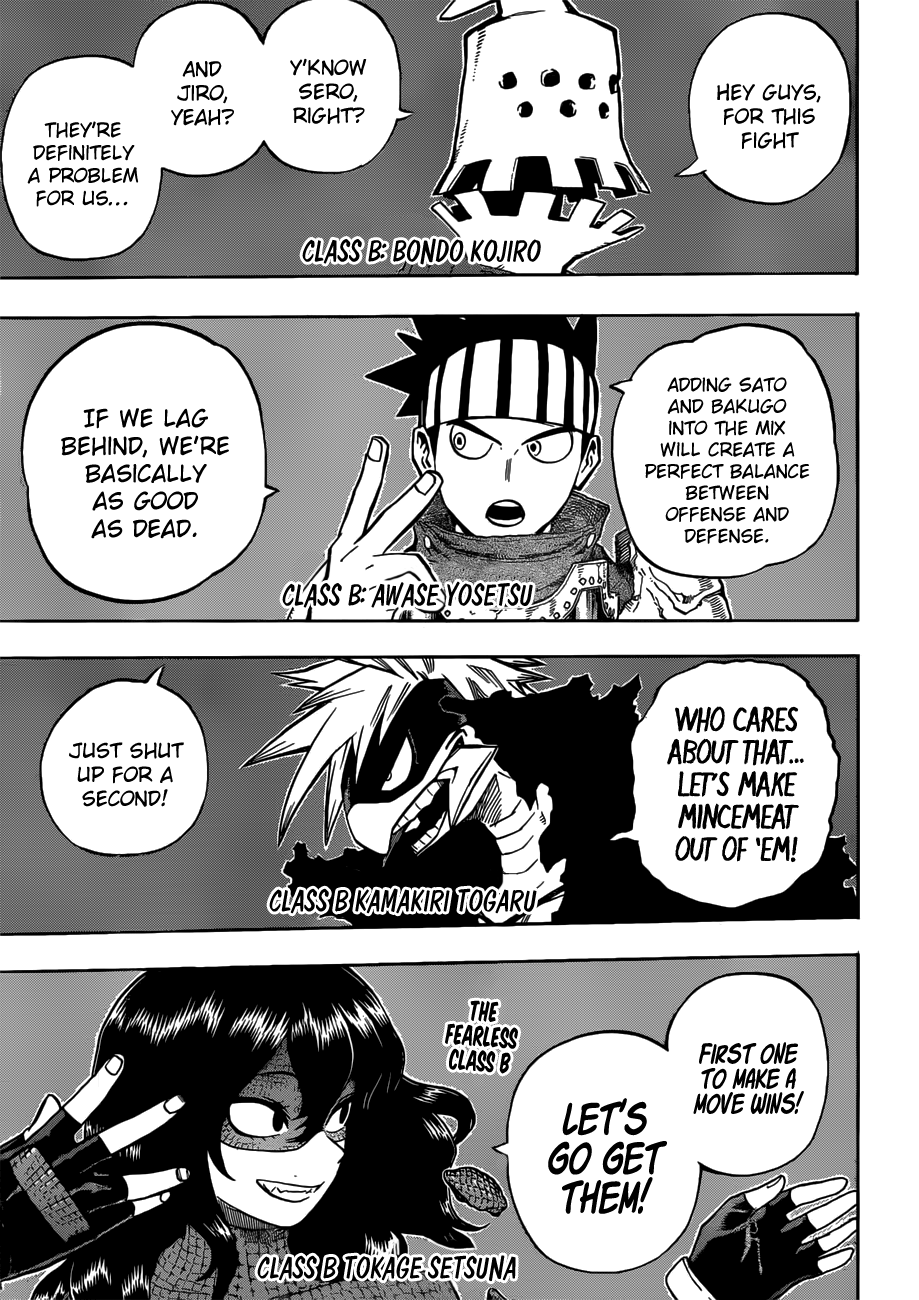 HEY GUYS,
FOR THIS
FIGHT
Y'KNOW
SERO,
RIGHT?
AND
JIRO,
YEAH?
THEY'RE
DEFINITELY
A PROBLEM
FOR US...
CLASS B: BONDO KOJIRO
ADDING SATO
AND BAKUGO
INTO THE MIX
WILL CREATE A
PERFECT BALANCE
BETWEEN
OFFENSE AND
DEFENSE.
IF WE LAG
BEHIND, WE'RE
BASICALLY
AS GOOD
AS DEAD.
CLASS B: AWASE YOSETSU
WHO CARES
ABOUT THAT...
LET'S MAKE
MINCEMEAT
OUT OF 'EM!
JUST SHUT
UP FOR A
SECOND!
CLASS B KAMAKIRI TOGARU
FIRST ONE
TO MAKE A
MOVE WINS!
LET'S
GO GET
THEM!
THE
FEARLESS
CLASS B
CLASS B TOKAGE SETSUNA